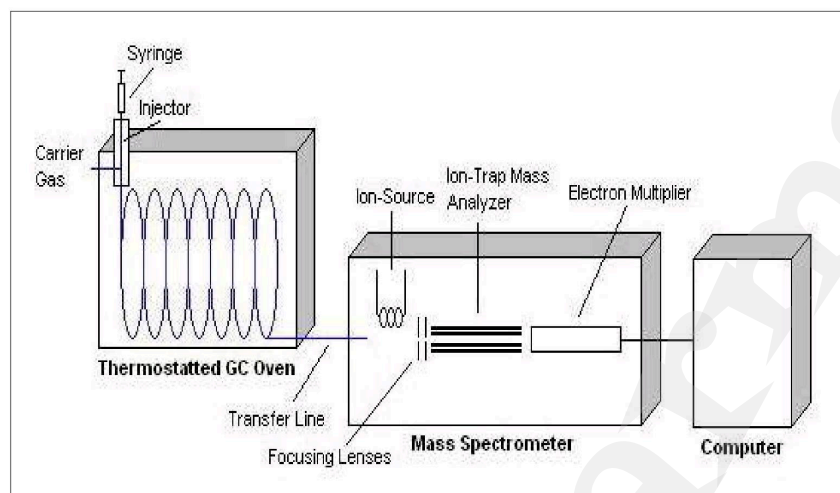 Syringe
Injector
Carrier
Gas
Ion-Source
Ion-Trap Mass
Analyzer
Electron Multiplier
Thermostatted GC Oven
Transfer Line
Focusing Lenses
Mass Spectrometer
Computer